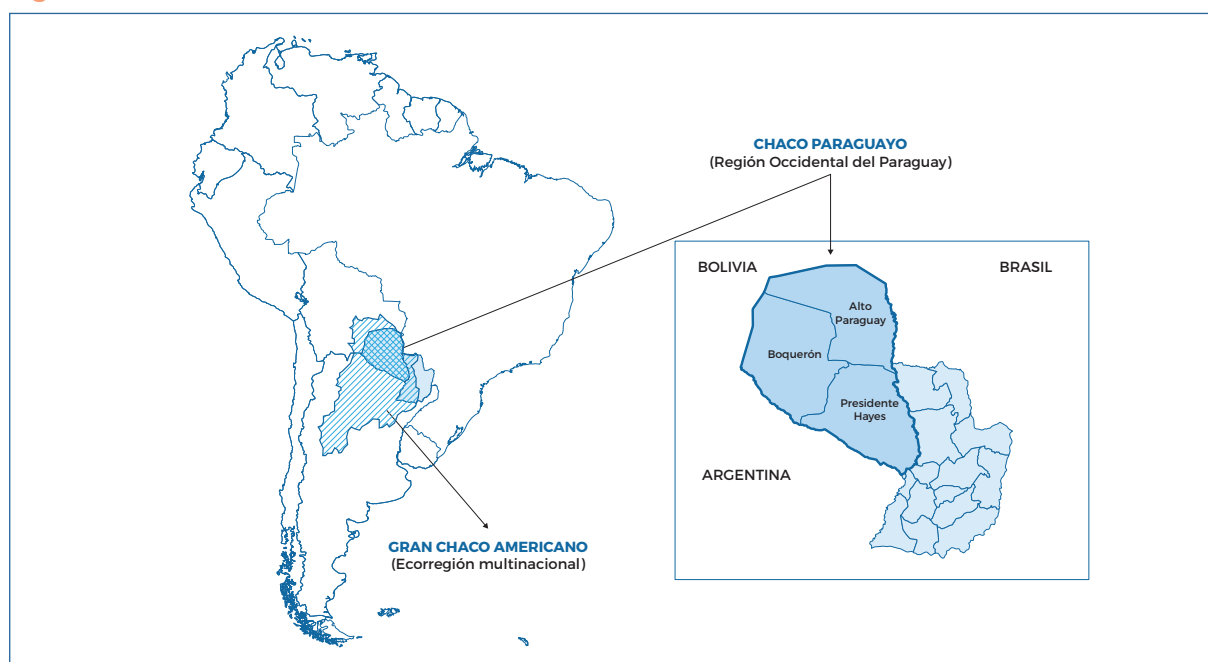 CHACO PARAGUAYO
(Región Occidental del Paraguay)
BOLIVIA
BRASIL
Alto
Paraguay
Boquerón
Presidente
Hayes
ARGENTINA
GRAN CHACO AMERICANO
(Ecorregión multinacional)